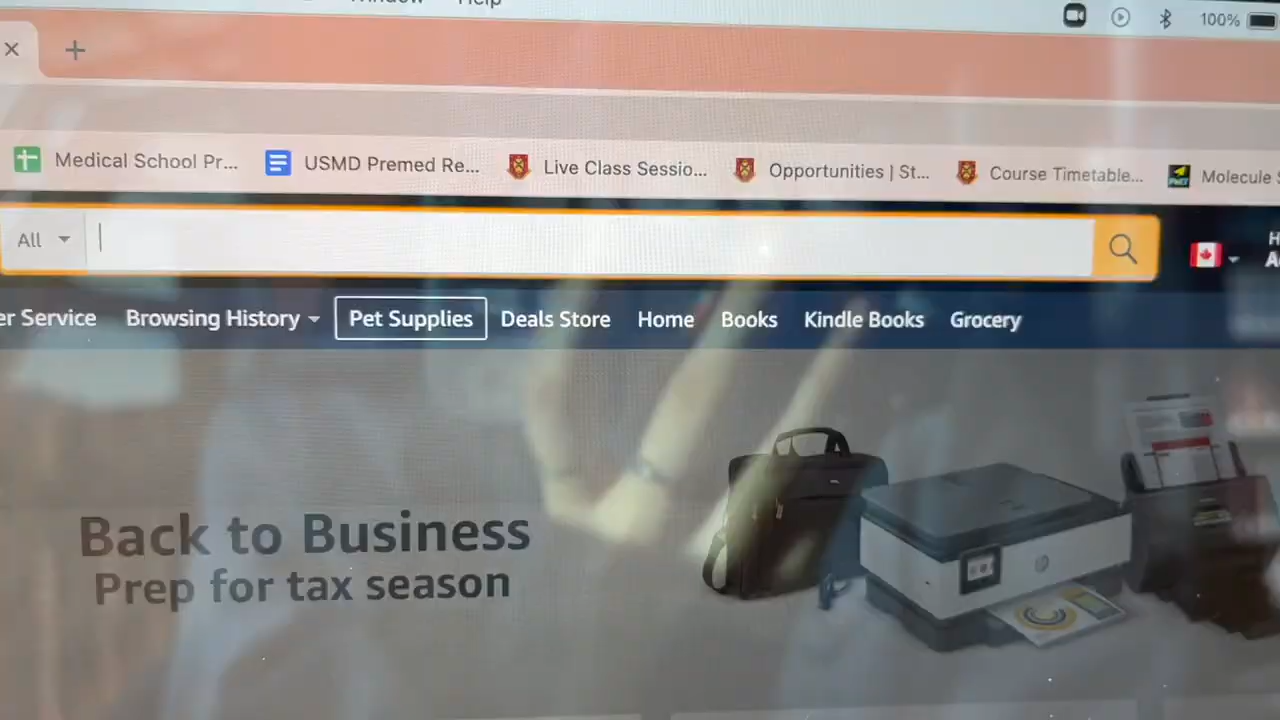 Help
100%
Medical School Pr... USMD Premed Re... Live Class Sessio... Opportunities | St... Course Timetable... Molecule
All
er Service Browsing History Pet Supplies Deals Store Home Books Kindle Books Grocery
Back to Business
Prep for tax season